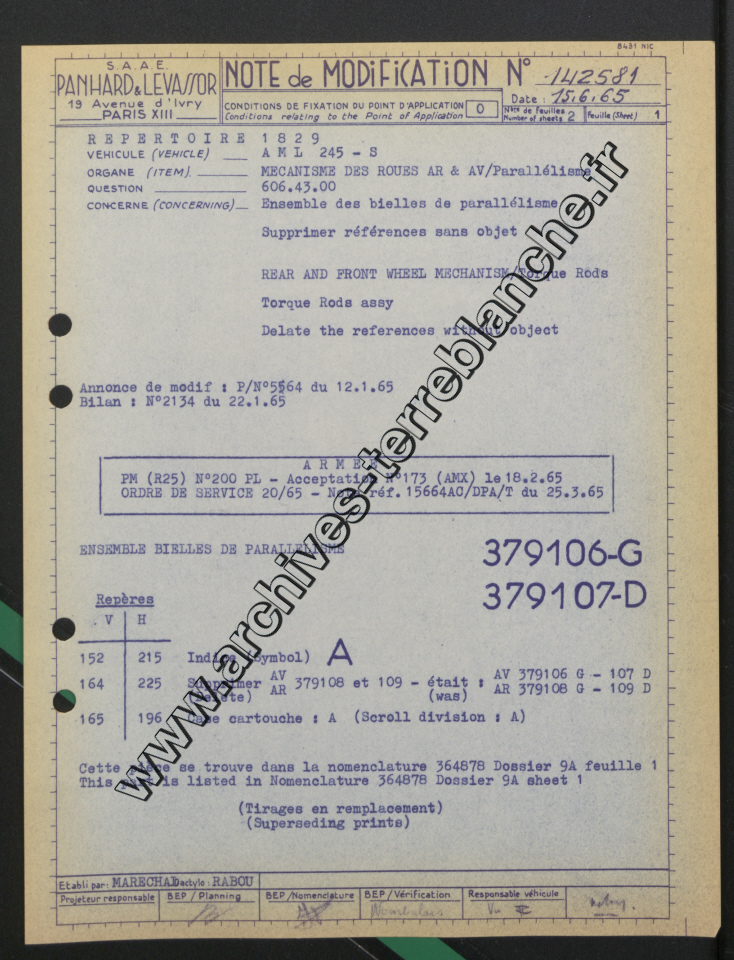 8431 NIC
S.A.A.E.
PANHARD & LEVASSOR
19 Avenue d'Ivry
PARIS XIII
NOTE de MODIFICATION N° 142581
Date : 15.6.65
CONDITIONS DE FIXATION DU POINT D'APPLICATION
Conditions relating to the Point of Application
0
Nbre de Feuilles
Number of sheets 2
Feuille (Sheet) 1
REPERTOIRE 1829
VEHICULE (VEHICLE) AML 245 - S
ORGANE (ITEM). MECANISME DES ROUES AR & AV/Parallélisme
QUESTION 606.43.00
CONCERNE (CONCERNING) Ensemble des bielles de parallélisme
Supprimer références sans objet
REAR AND FRONT WHEEL MECHANISM/Torque Rods
Torque Rods assy
Delate the references without object
Annonce de modif : P/N°5564 du 12.1.65
Bilan : N°2134 du 22.1.65
ARMEE
PM (R25) N°200 PL - Acceptation N°173 (AMX) le 18.2.65
ORDRE DE SERVICE 20/65 - Note réf. 15664AC/DPA/T du 25.3.65
ENSEMBLE BIELLES DE PARALLELISME
379106-G
379107-D
Repères
V H
152 215 Indice (Symbol) A
164 225 Supprimer AV AR 379108 et 109 - était : AV 379106 G - 107 D
(Delete) (was) AR 379108 G - 109 D
165 196 Case cartouche : A (Scroll division : A)
Cette pièce se trouve dans la nomenclature 364878 Dossier 9A feuille 1
This part is listed in Nomenclature 364878 Dossier 9A sheet 1
(Tirages en remplacement)
(Superseding prints)
Etabli par: MARECHAL Dactylo : RABOU
Projeteur responsable
BEP / Planning
BEP / Nomenclature
BEP / Vérification
Responsable véhicule
Vu
www.archives-terreblanche.fr